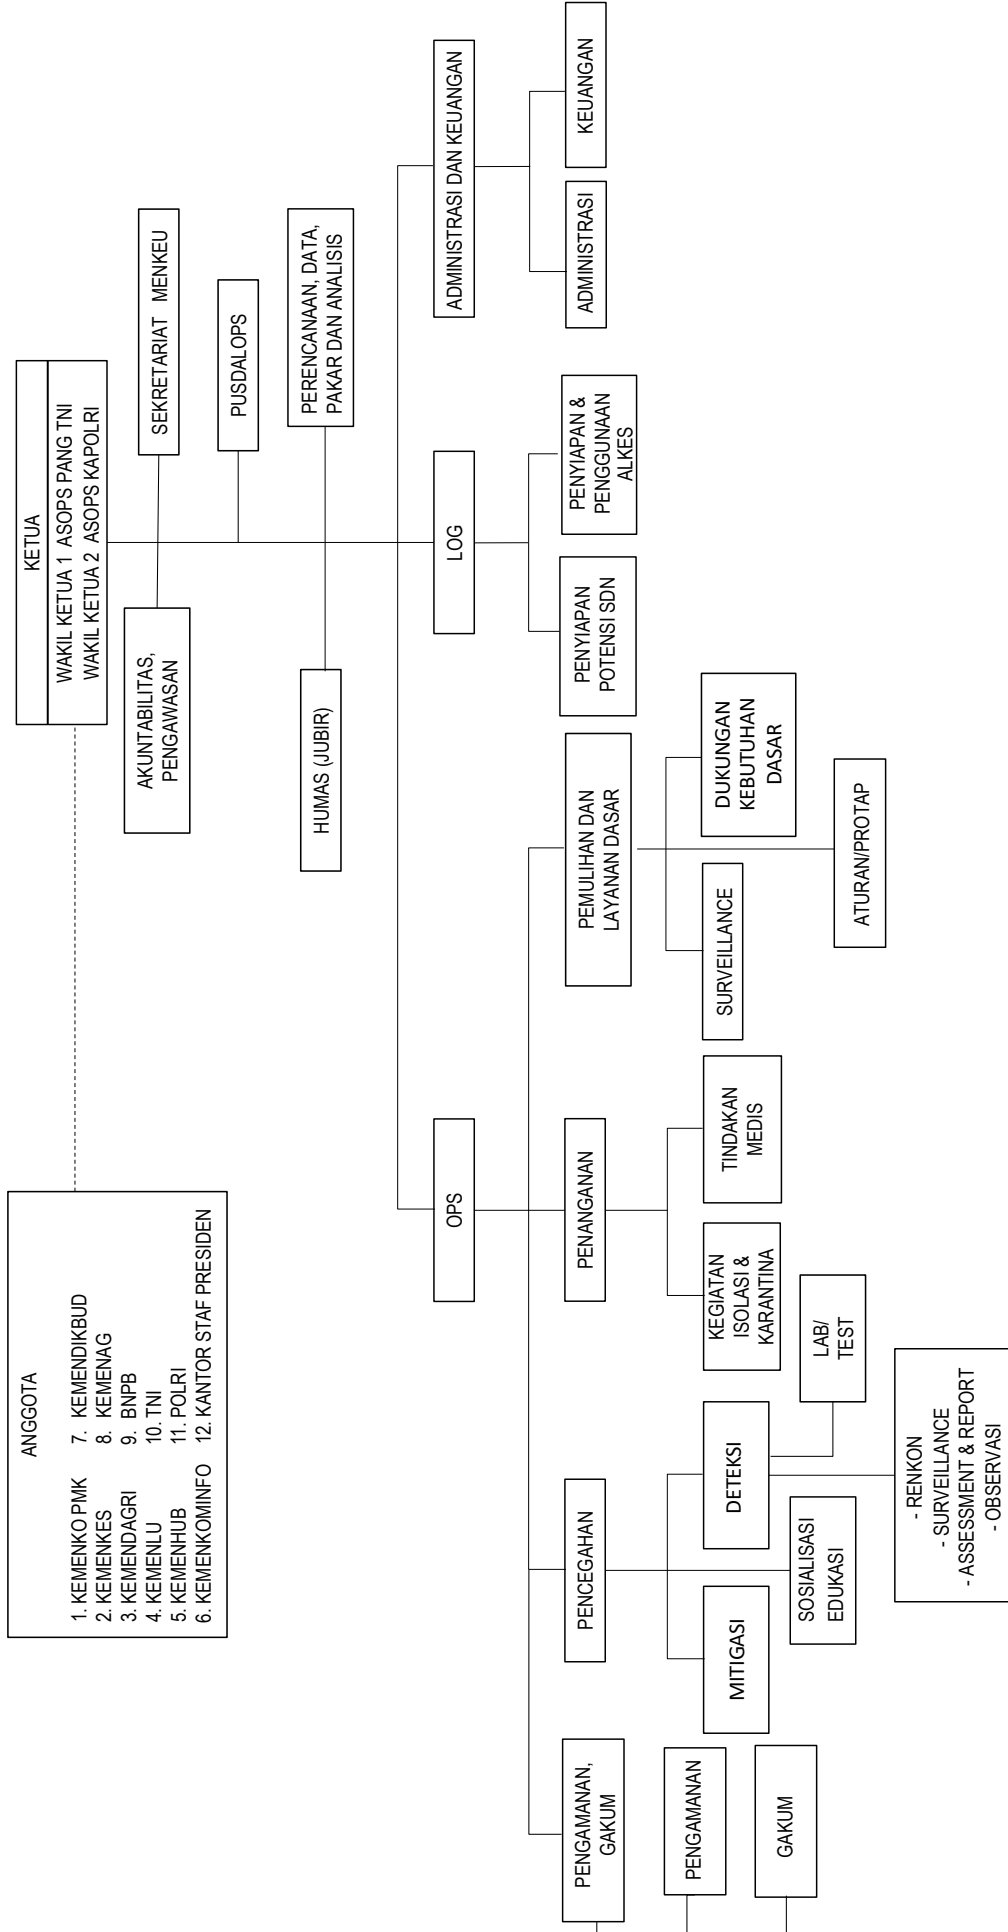 ANGGOTA
1. KEMENKO PMK 7. KEMENDIKBUD
2. KEMENKES 8. KEMENAG
3. KEMENDAGRI 9. BNPB
4. KEMENLU 10. TNI
5. KEMENHUB 11. POLRI
6. KEMENKOMINFO 12. KANTOR STAF PRESIDEN
KETUA
WAKIL KETUA 1 ASOPS PANG TNI
WAKIL KETUA 2 ASOPS KAPOLRI
AKUNTABILITAS,
PENGAWASAN
SEKRETARIAT MENKEU
PUSDALOPS
HUMAS (JUBIR)
PERENCANAAN, DATA,
PAKAR DAN ANALISIS
OPS
LOG
ADMINISTRASI DAN KEUANGAN
PENGAMANAN,
GAKUM
PENCEGAHAN
PENANGANAN
PEMULIHAN DAN
LAYANAN DASAR
PENYIAPAN
POTENSI SDN
PENYIAPAN &
PENGGUNAAN
ALKES
ADMINISTRASI
KEUANGAN
PENGAMANAN
MITIGASI
DETEKSI
KEGIATAN
ISOLASI &
KARANTINA
TINDAKAN
MEDIS
SURVEILLANCE
DUKUNGAN
KEBUTUHAN
DASAR
GAKUM
SOSIALISASI
EDUKASI
LAB/
TEST
ATURAN/PROTAP
- RENKON
- SURVEILLANCE
- ASSESSMENT & REPORT
- OBSERVASI